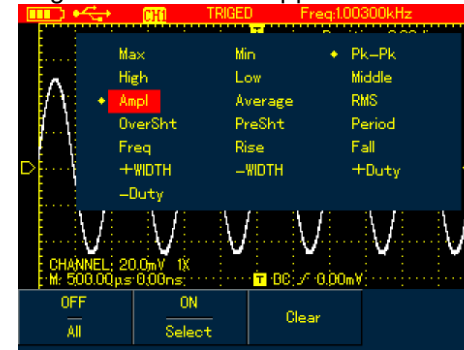 CH1 TRIGED Freq:1.00300kHz
Max Min Pk-Pk
High Low Middle
Ampl Average RMS
OverSht PreSht Period
Freq Rise Fall
+WIDTH -WIDTH +Duty
-Duty
CHANNEL: 20.0mV 1X
M: 500.00µs 0.00ns T DC: 0.00mV
OFF ON
Clear
All Select